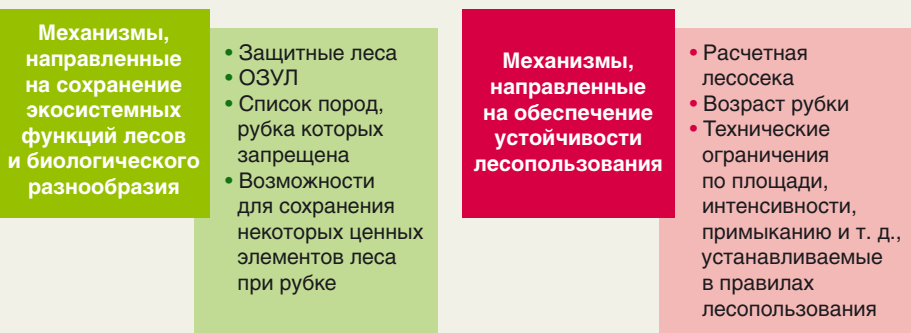 Механизмы,
направленные
на сохранение
экосистемных
функций лесов
и биологического
разнообразия
• Защитные леса
• ОЗУЛ
• Список пород,
рубка которых
запрещена
• Возможности
для сохранения
некоторых ценных
элементов леса
при рубке
Механизмы,
направленные
на обеспечение
устойчивости
лесопользования
• Расчетная
лесосека
• Возраст рубки
• Технические
ограничения
по площади,
интенсивности,
примыканию и т. д.,
устанавливаемые
в правилах
лесопользования